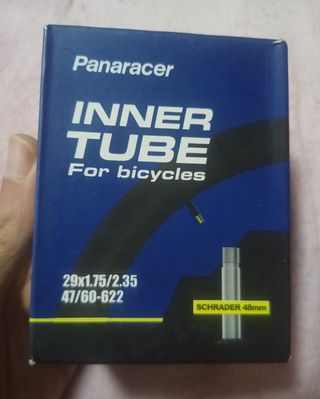 Panaracer
INNER
TUBE
For bicycles
29x1.75/2.35
47/60-622
SCHRADER 48mm